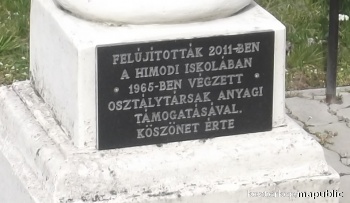 FELÚJÍTOTTÁK 2011-BEN
A HIMODI ISKOLÁBAN
1965-BEN VÉGZETT
OSZTÁLYTÁRSAK ANYAGI
TÁMOGATÁSÁVAL.
KÖSZÖNET ÉRTE